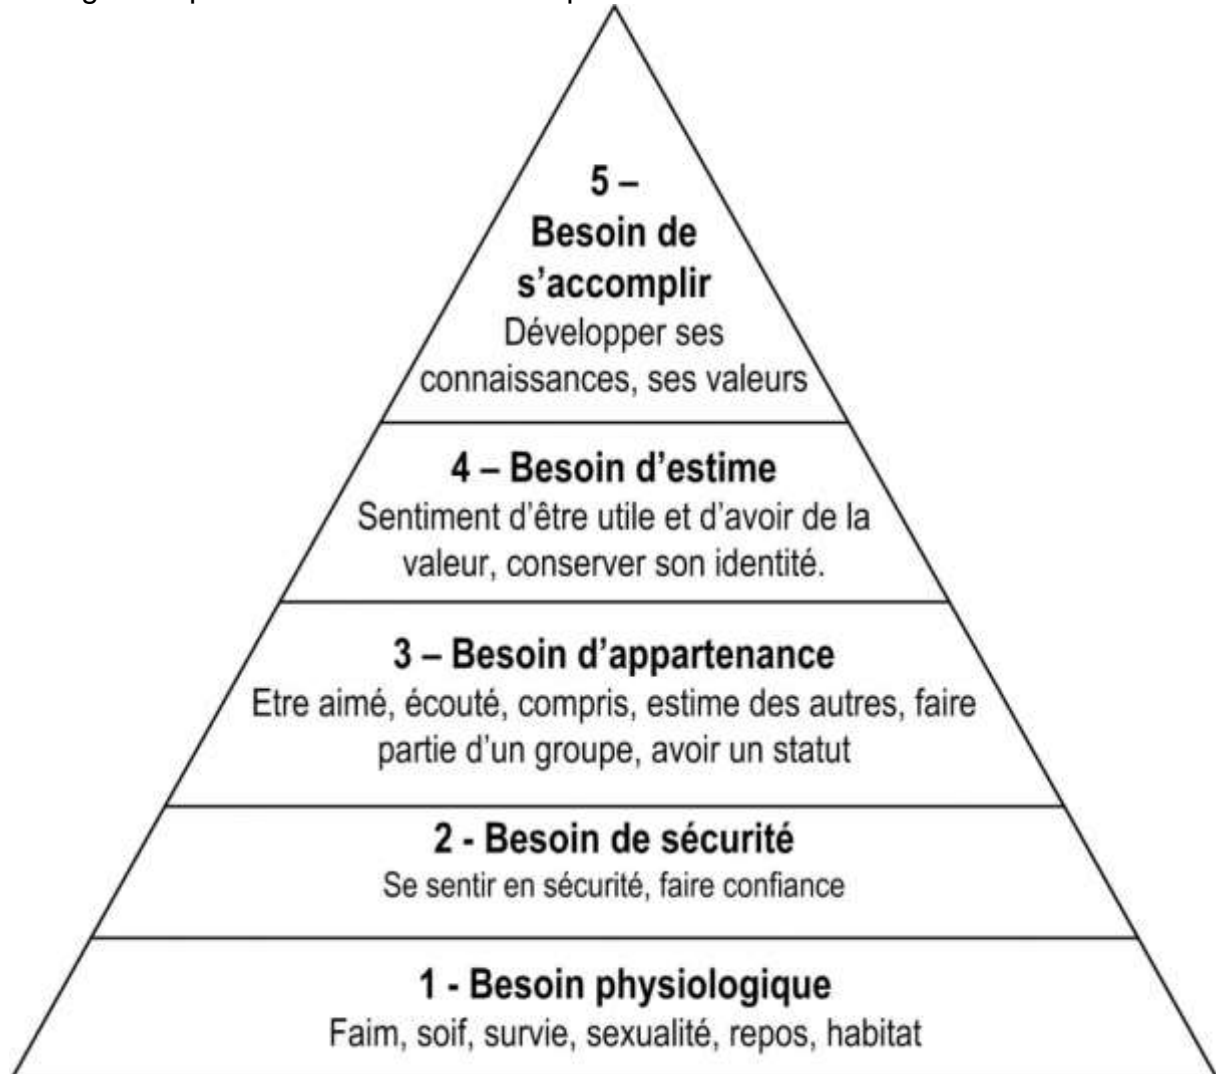 5 –
Besoin de
s’accomplir
Développer ses
connaissances, ses valeurs
4 – Besoin d’estime
Sentiment d’être utile et d’avoir de la
valeur, conserver son identité.
3 – Besoin d’appartenance
Etre aimé, écouté, compris, estime des autres, faire
partie d’un groupe, avoir un statut
2 - Besoin de sécurité
Se sentir en sécurité, faire confiance
1 - Besoin physiologique
Faim, soif, survie, sexualité, repos, habitat